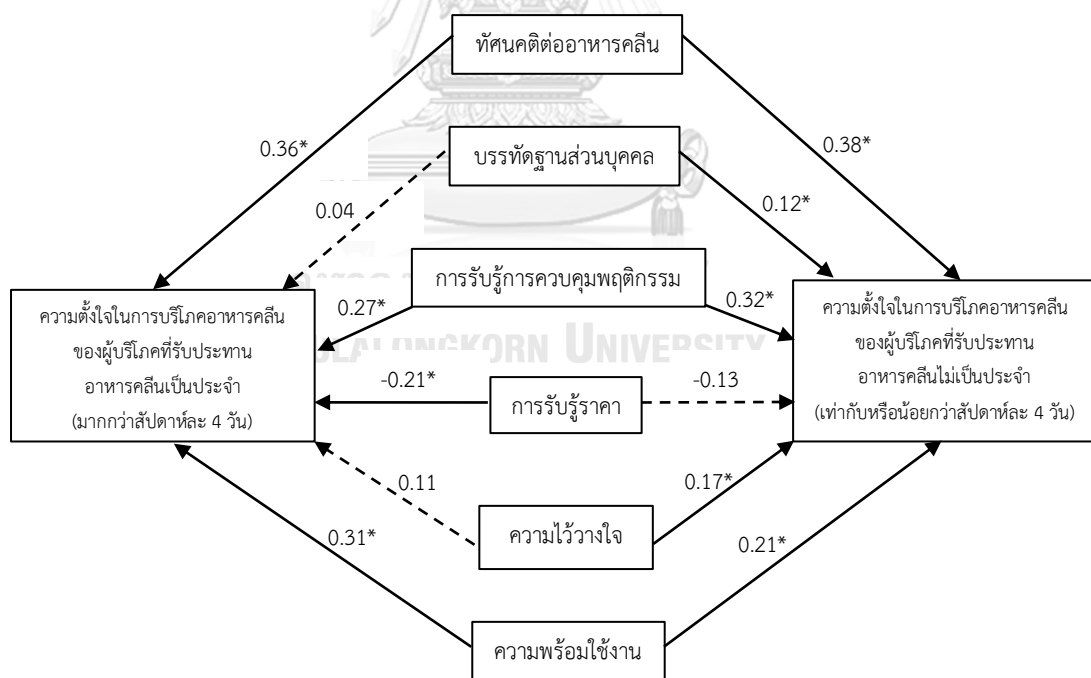 ทัศนคติต่ออาหารคลีน
0.36*
บรรทัดฐานส่วนบุคคล
0.38*
0.04
0.12*
การรับรู้การควบคุมพฤติกรรม
0.27*
0.32*
ความตั้งใจในการบริโภคอาหารคลีน
ของผู้บริโภคที่รับประทาน
อาหารคลีนเป็นประจำ
(มากกว่าสัปดาห์ละ 4 วัน)
ความตั้งใจในการบริโภคอาหารคลีน
ของผู้บริโภคที่รับประทาน
อาหารคลีนไม่เป็นประจำ
(เท่ากับหรือน้อยกว่าสัปดาห์ละ 4 วัน)
UNIVERSITY
-0.21*
การรับรู้ราคา
-0.13
0.11
0.17*
ความไว้วางใจ
0.31*
0.21*
ความพร้อมใช้งาน